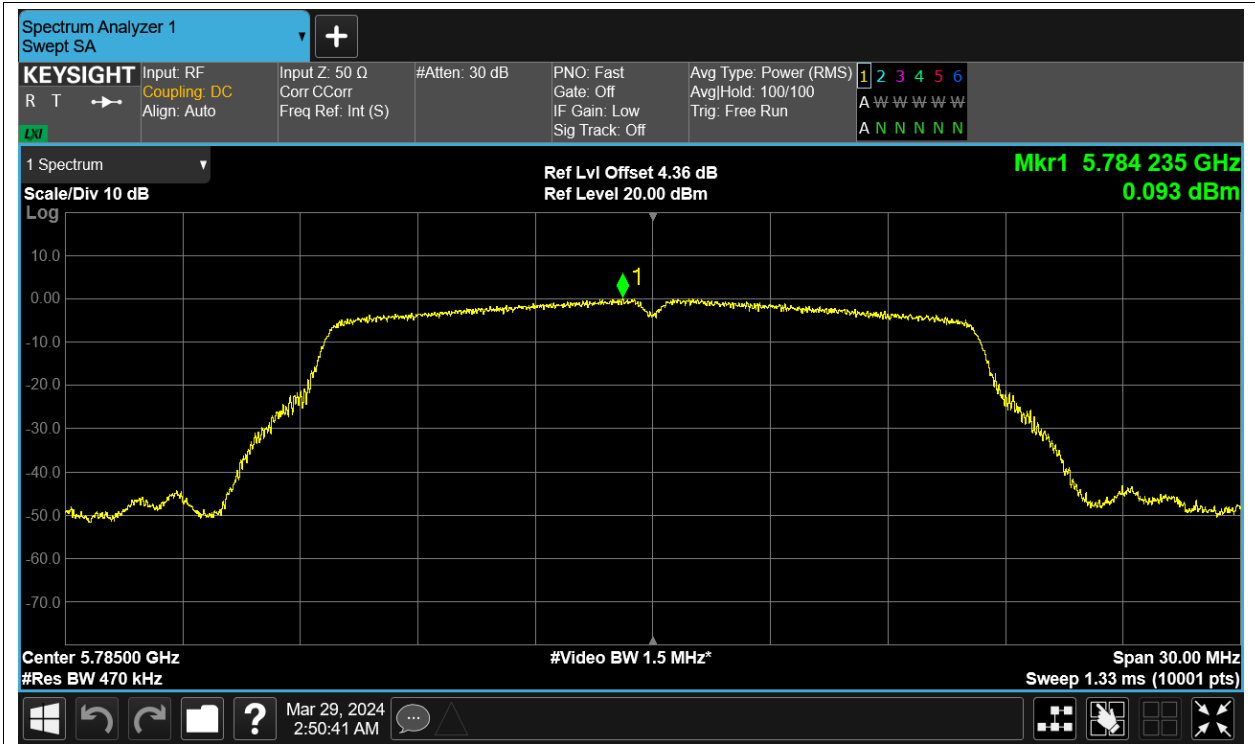 Spectrum Analyzer 1
Swept SA
KEYSIGHT
R T
LXI
Input: RF
Coupling: DC
Align: Auto
Input Z: 50 Ω
Corr CCorr
Freq Ref: Int (S)
#Atten: 30 dB
PNO: Fast
Gate: Off
IF Gain: Low
Sig Track: Off
Avg Type: Power (RMS)
Avg|Hold: 100/100
Trig: Free Run
1 2 3 4 5 6
A W W W W W
A N N N N N
1 Spectrum
Scale/Div 10 dB
Log
Ref Lvl Offset 4.36 dB
Ref Level 20.00 dBm
Mkr1 5.784 235 GHz
0.093 dBm
10.0
0.00
-10.0
-20.0
-30.0
-40.0
-50.0
-60.0
-70.0
1
Center 5.78500 GHz
#Res BW 470 kHz
#Video BW 1.5 MHz*
Span 30.00 MHz
Sweep 1.33 ms (10001 pts)
?
Mar 29, 2024
2:50:41 AM